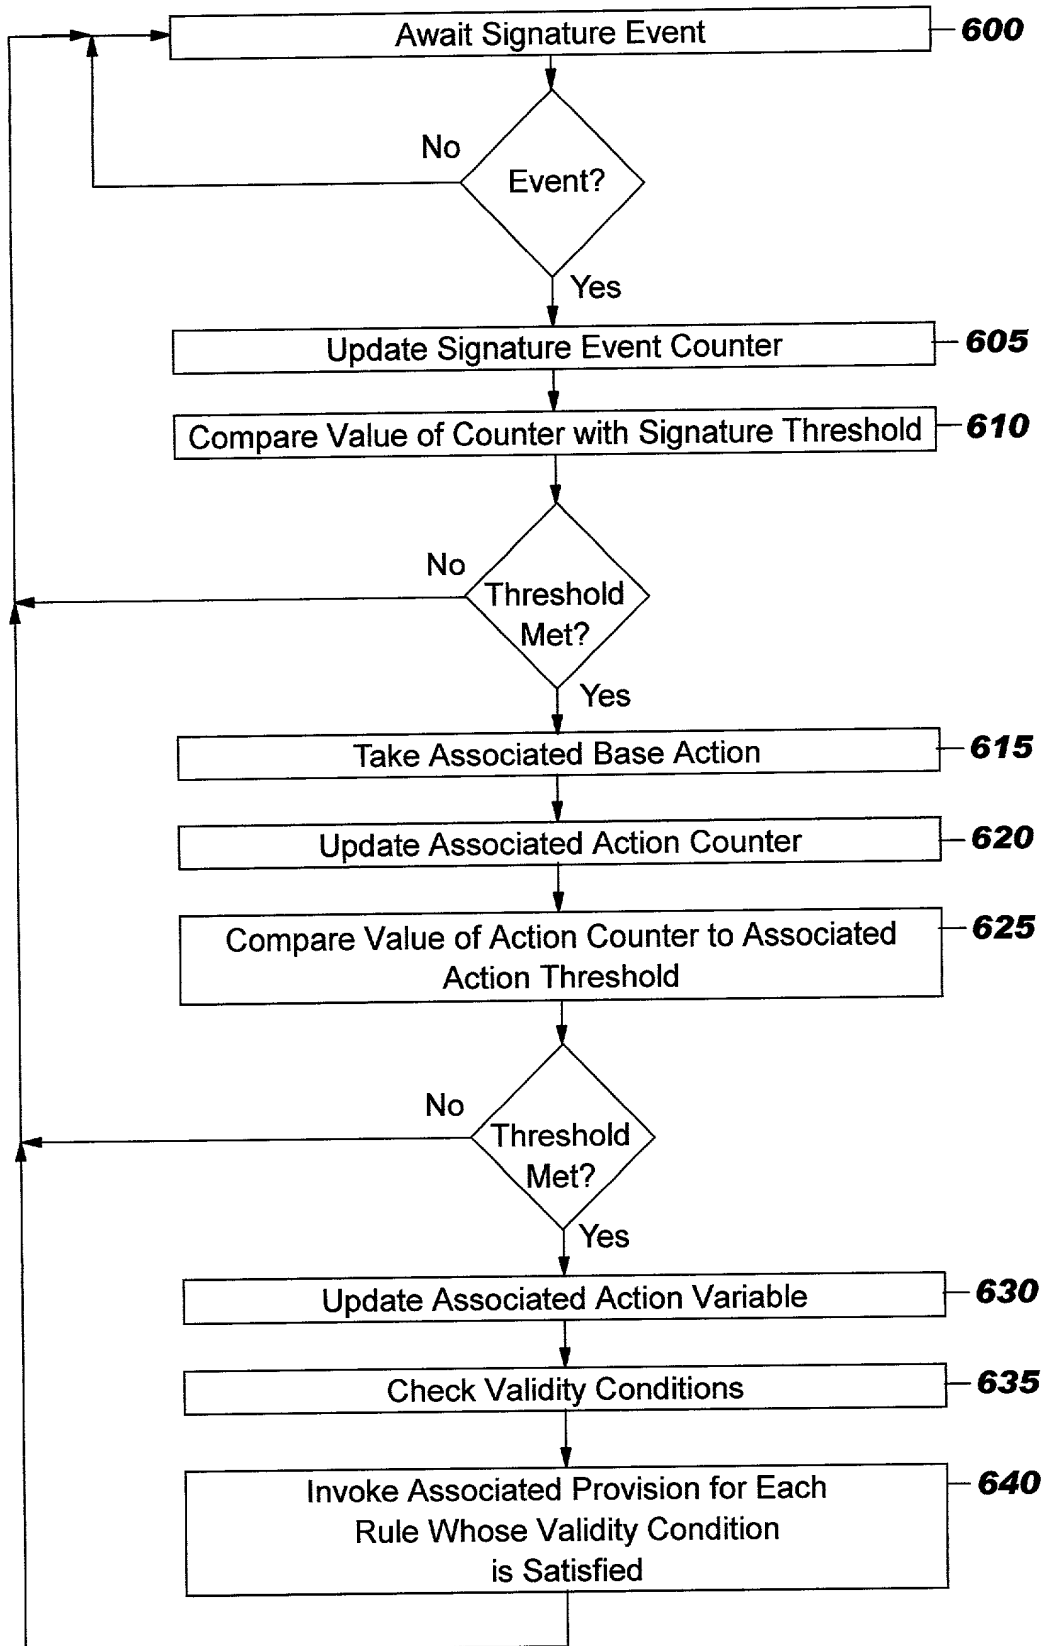 Await Signature Event
600
No
Event?
Yes
Update Signature Event Counter
605
Compare Value of Counter with Signature Threshold
610
No
Threshold
Met?
Yes
Take Associated Base Action
615
Update Associated Action Counter
620
Compare Value of Action Counter to Associated
Action Threshold
625
No
Threshold
Met?
Yes
Update Associated Action Variable
630
Check Validity Conditions
635
Invoke Associated Provision for Each
Rule Whose Validity Condition
is Satisfied
640